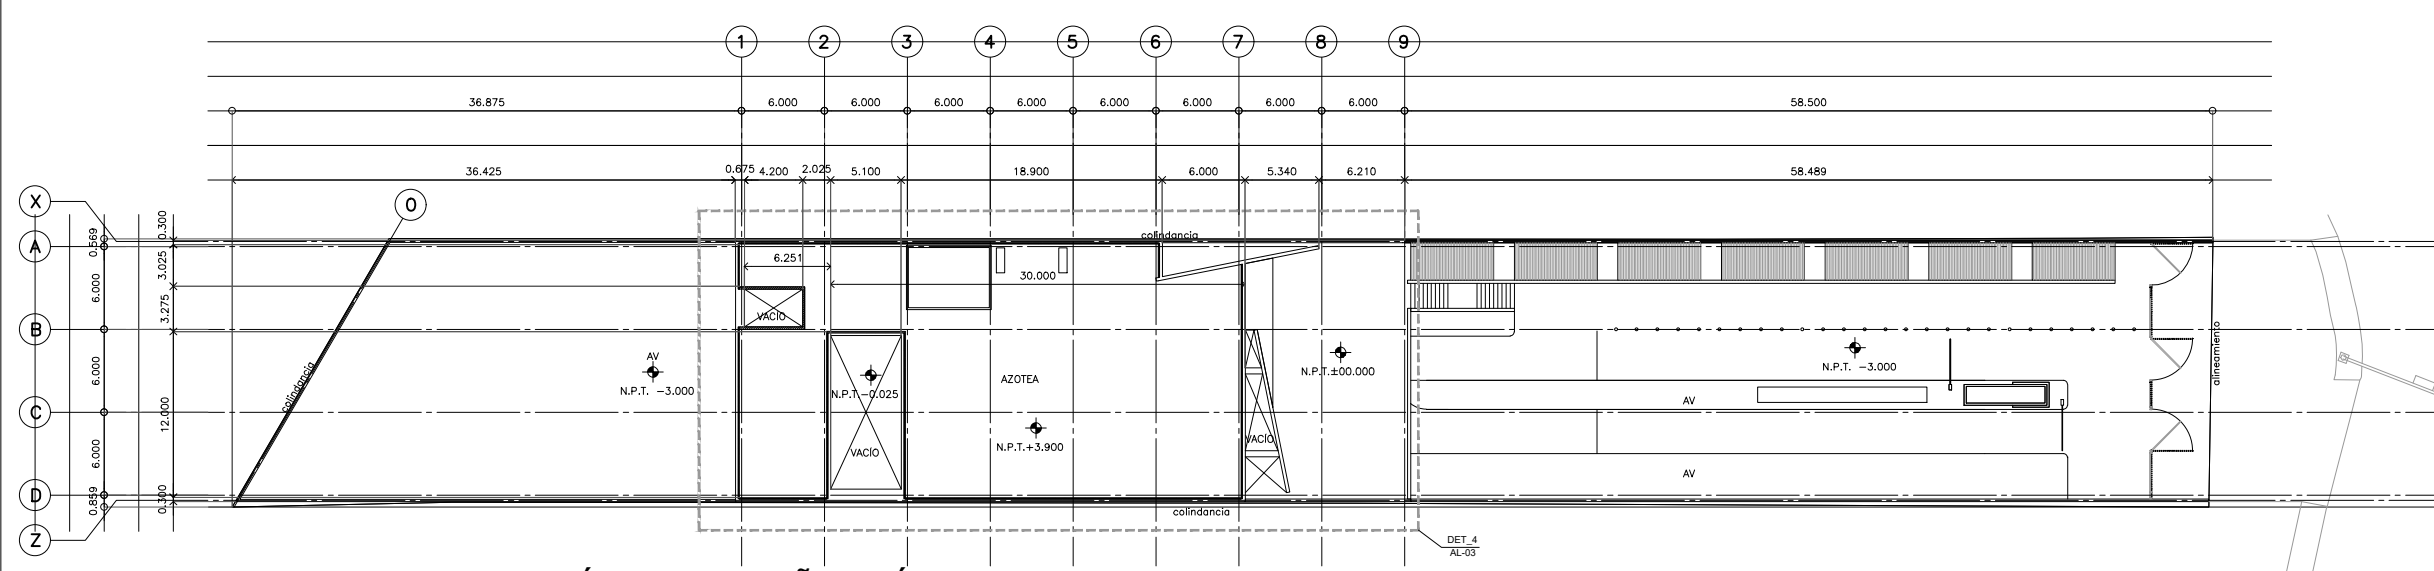 1 2 3 4 5 6 7 8 9
36.875 6.000 6.000 6.000 6.000 6.000 6.000 6.000 6.000 58.500
36.425 0.675 4.200 2.025 5.100 18.900 6.000 5.340 6.210 58.489
X
O
A
B
C
D
Z
0.569
6.000
6.000
6.000
0.859
0.300
3.025
3.275
12.000
0.300
colindancia
colindancia
6.251
30.000
VACÍO
AV
N.P.T. -3.000
N.P.T.-0.025
VACÍO
AZOTEA
N.P.T.+3.900
VACÍO
N.P.T.±00.000
N.P.T. -3.000
AV
AV
alineamiento
colindancia
DET_4
AL-03